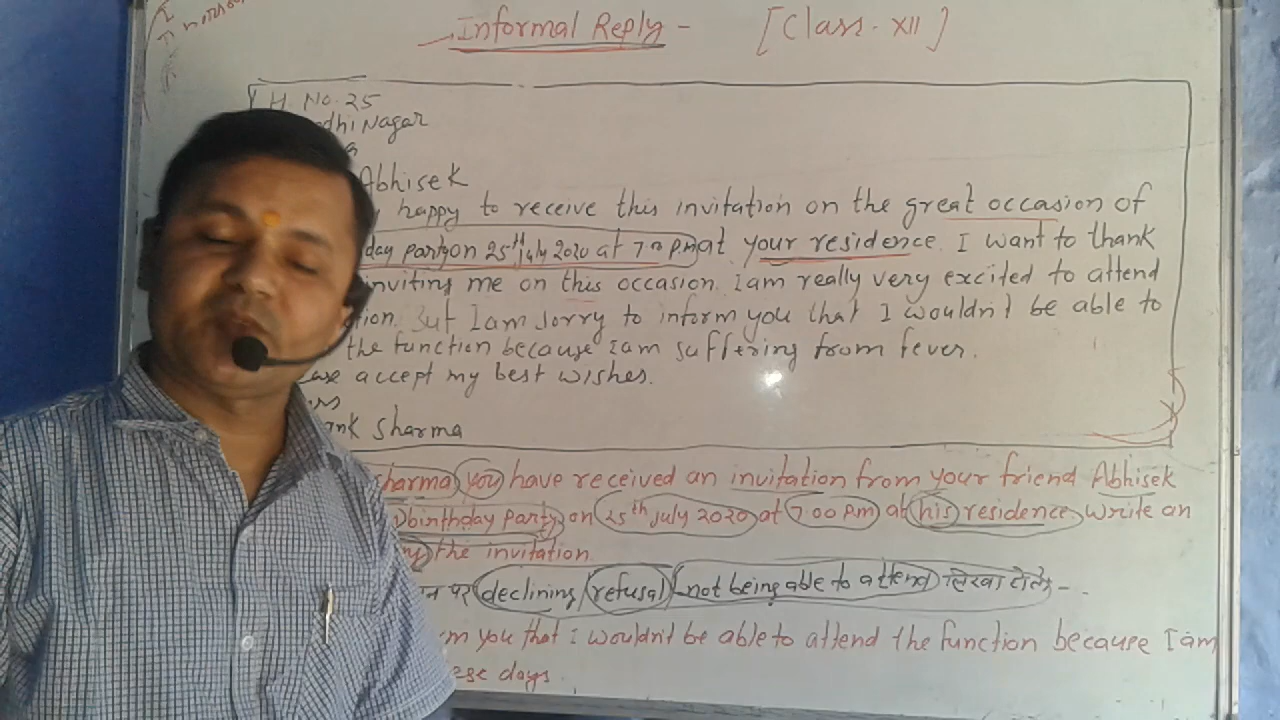 Informal Reply - [Class - XII]
H. No. 25
dhi Nagar
Abhisek
happy to receive this invitation on the great occasion of
day party on 25th July 2020 at 7 pm at your residence. I want to thank
inviting me on this occasion. I am really very excited to attend
tion. But I am sorry to inform you that I wouldn't be able to
the function because I am suffering from fever.
accept my best wishes.
ank Sharma
harma you have received an invitation from your friend Abhisek
birthday party on 25th July 2020 at 7 00 Pm at his residence Write an
the invitation
पर declining/refusal/not being able to attend लिखा
m you that I wouldn't be able to attend the function because I am
ese days.